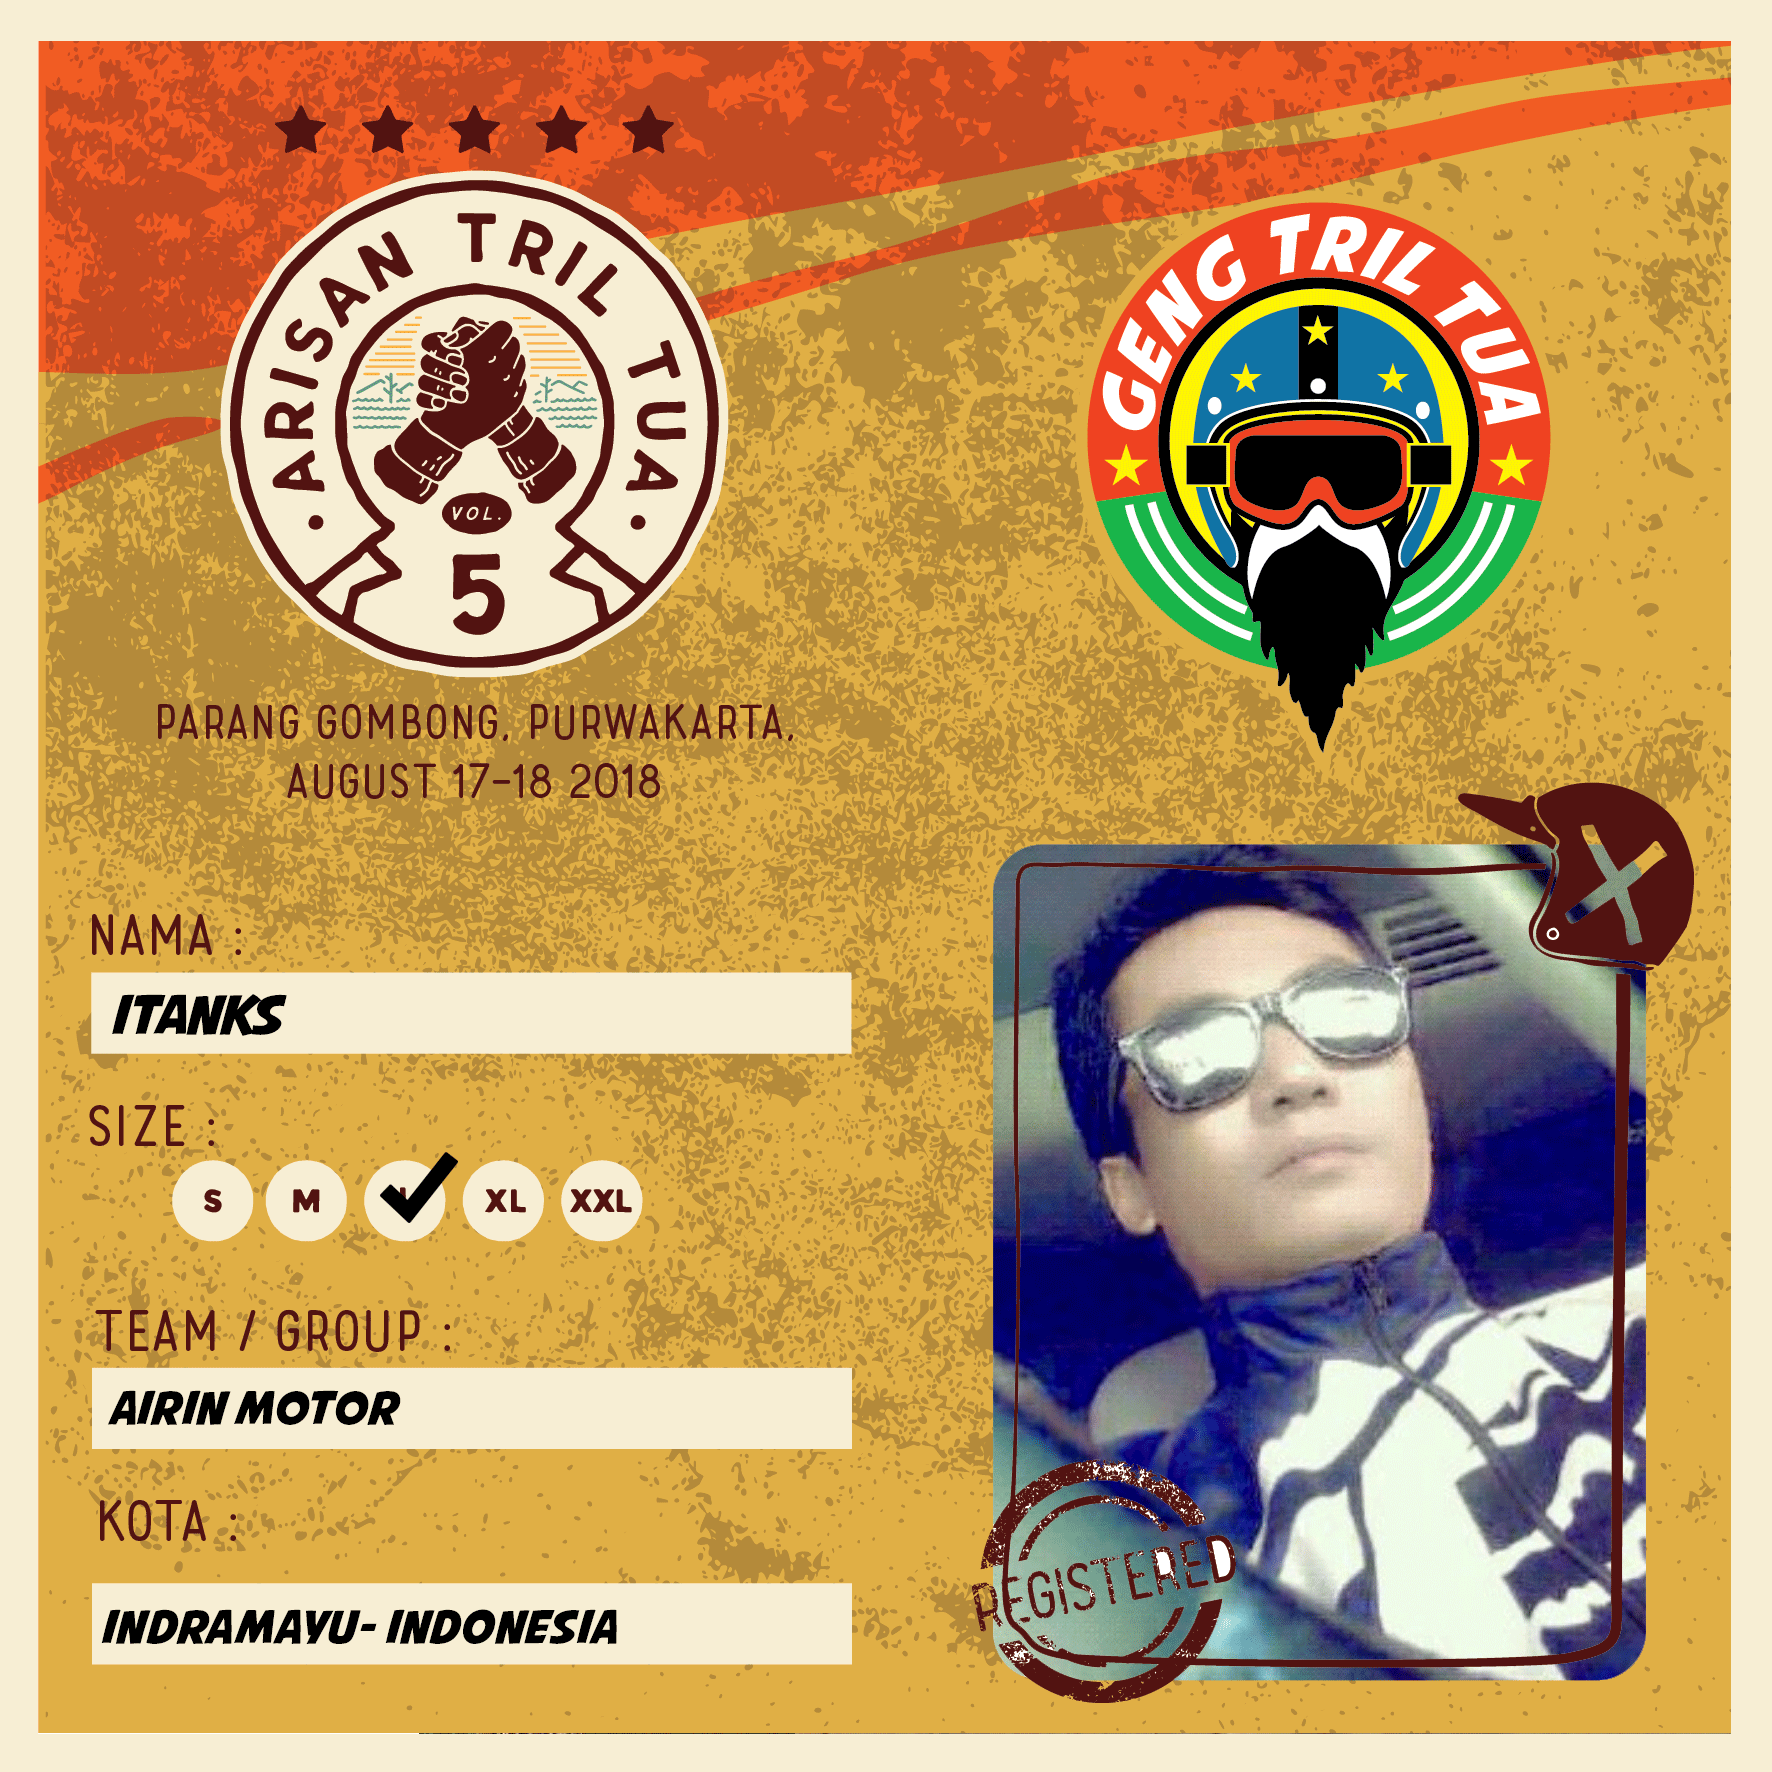 ARISAN TRIL TUA
VOL.
5
GENG TRIL TUA
PARANG GOMBONG, PURWAKARTA,
AUGUST 17-18 2018
NAMA :
ITANKS
SIZE :
S M XL XXL
TEAM / GROUP :
AIRIN MOTOR
KOTA :
INDRAMAYU- INDONESIA
REGISTERED